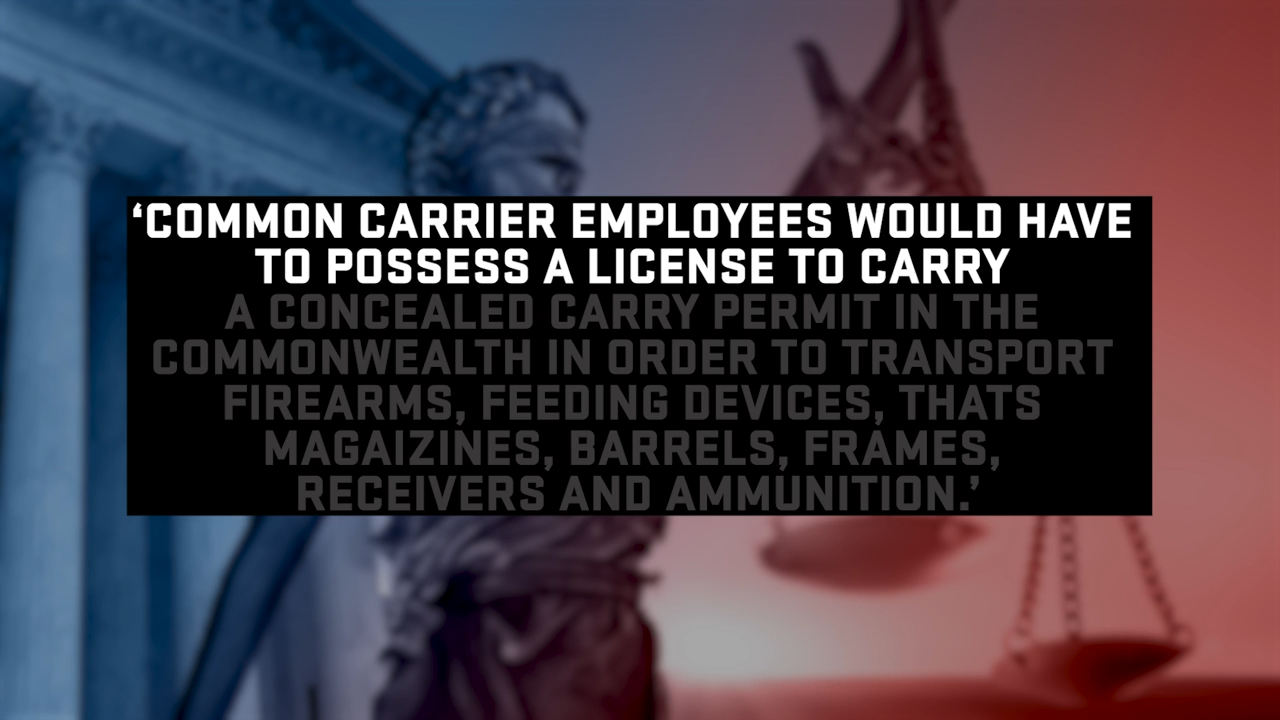 ‘COMMON CARRIER EMPLOYEES WOULD HAVE
TO POSSESS A LICENSE TO CARRY
A CONCEALED CARRY PERMIT IN THE
COMMONWEALTH IN ORDER TO TRANSPORT
FIREARMS, FEEDING DEVICES, THATS
MAGAIZINES, BARRELS, FRAMES,
RECEIVERS AND AMMUNITION.’